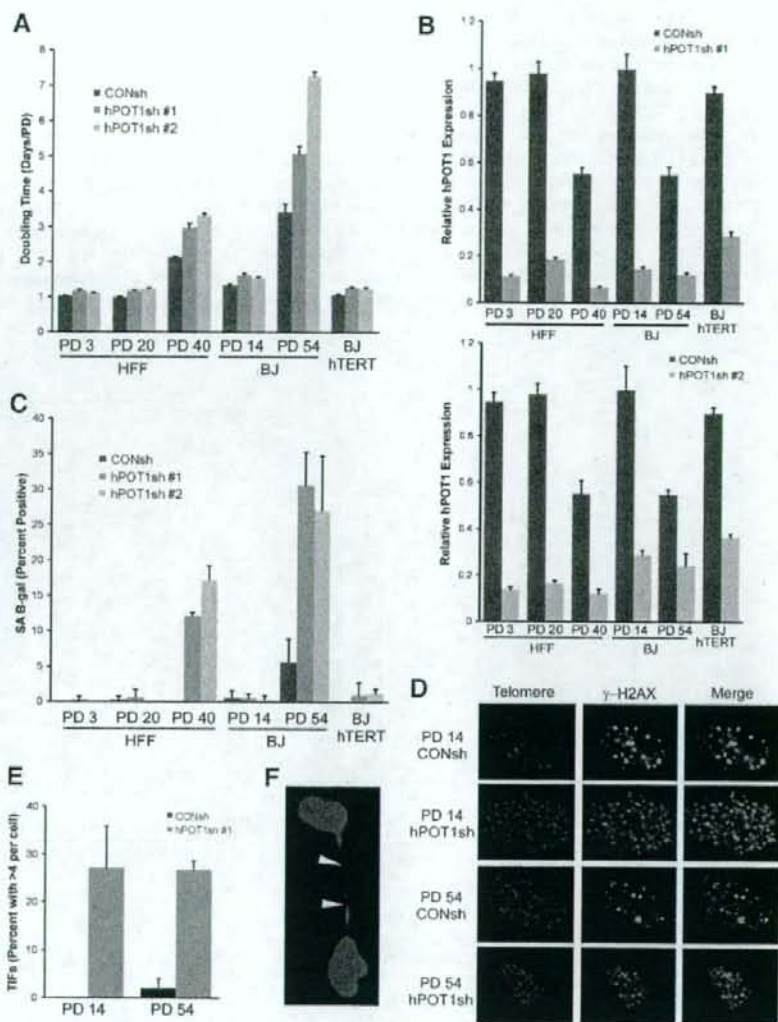 A
Doubling Time (Days/PD)
8
7
6
5
4
3
2
1
0
CONsh
hPOT1sh #1
hPOT1sh #2
PD 3 PD 20 PD 40 PD 14 PD 54 BJ
HFF BJ hTERT
B
Relative hPOT1 Expression
1.2
1
0.8
0.6
0.4
0.2
0
CONsh
hPOT1sh #1
PD 3 PD 20 PD 40 PD 14 PD 54 BJ
HFF BJ hTERT
Relative hPOT1 Expression
1.2
1
0.8
0.6
0.4
0.2
0
CONsh
hPOT1sh #2
PD 3 PD 20 PD 40 PD 14 PD 54 BJ
HFF BJ hTERT
C
SA B-gal (Percent Positive)
40
35
30
25
20
15
10
5
0
CONsh
hPOT1sh #1
hPOT1sh #2
PD 3 PD 20 PD 40 PD 14 PD 54 BJ
HFF BJ hTERT
D
Telomere γ-H2AX Merge
PD 14
CONsh
PD 14
hPOT1sh
PD 54
CONsh
PD 54
hPOT1sh
E
TIFs (Percent with >4 per cell)
40
30
20
10
0
CONsh
hPOT1sh #1
PD 14 PD 54
F